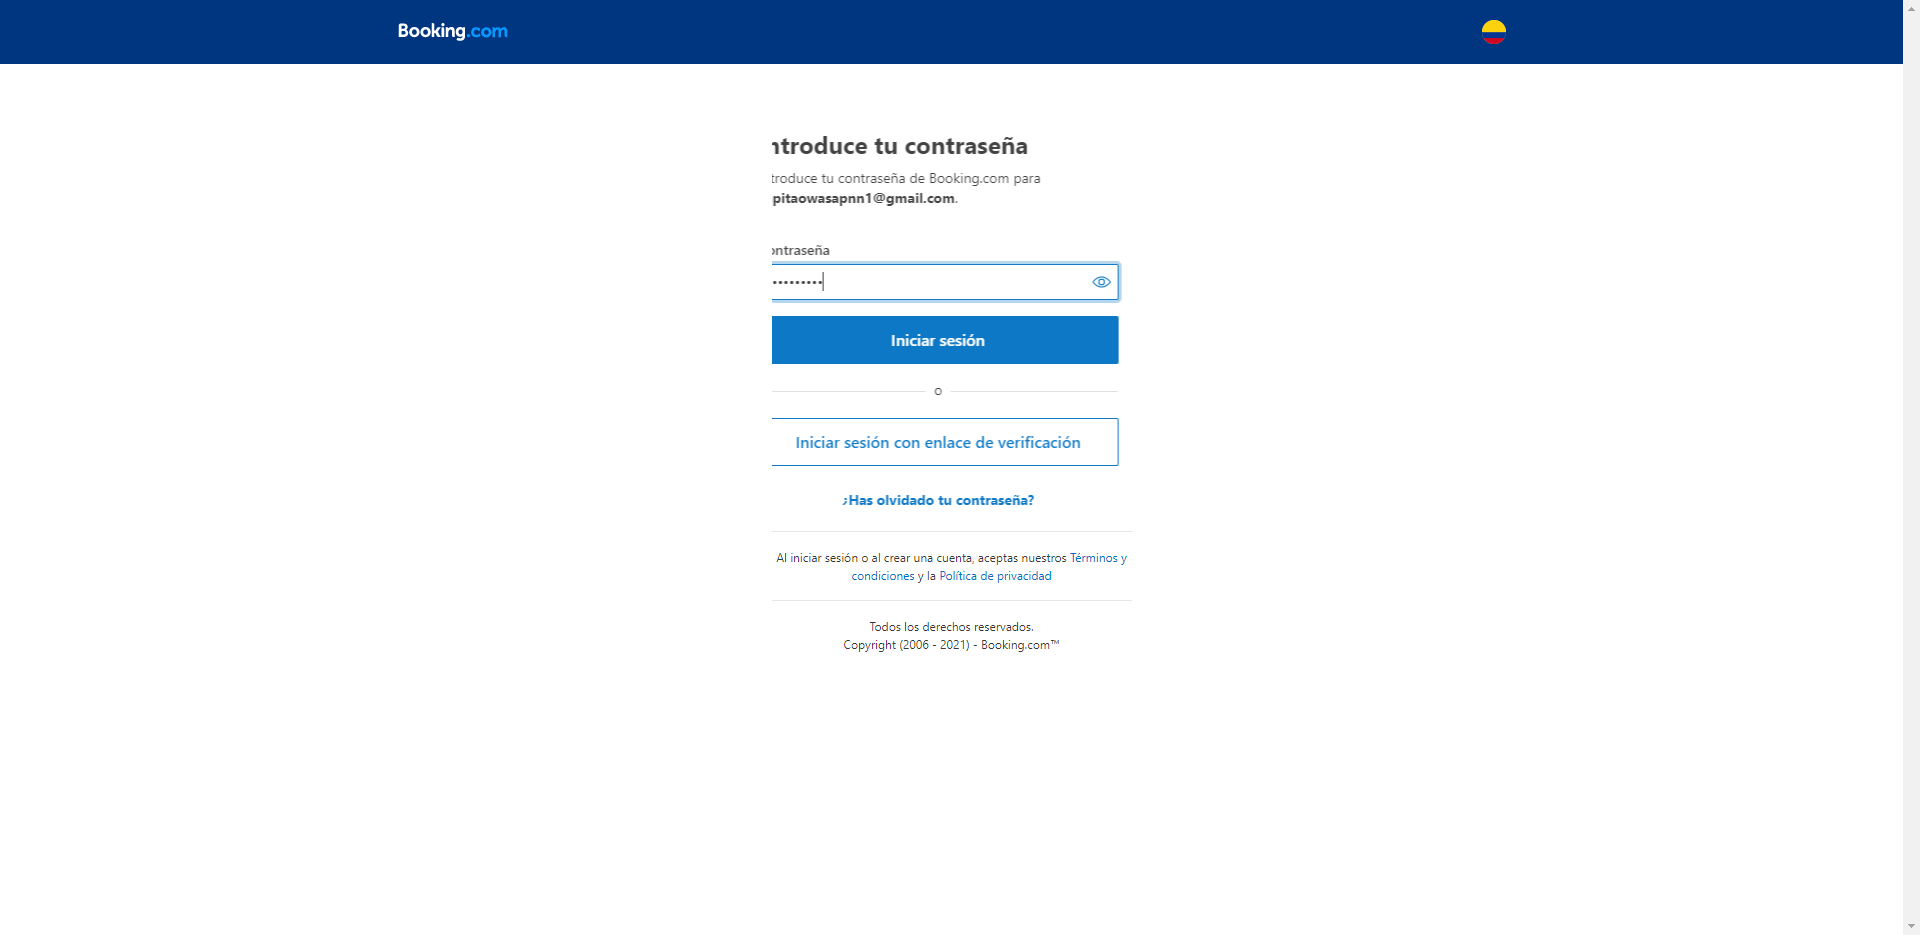 Booking.com
ntroduce tu contraseña
troduce tu contraseña de Booking.com para
pitaowasapnn1@gmail.com.
ontraseña
Iniciar sesión
o
Iniciar sesión con enlace de verificación
¿Has olvidado tu contraseña?
Al iniciar sesión o al crear una cuenta, aceptas nuestros Términos y
condiciones y la Política de privacidad
Todos los derechos reservados.
Copyright (2006 - 2021) - Booking.com™